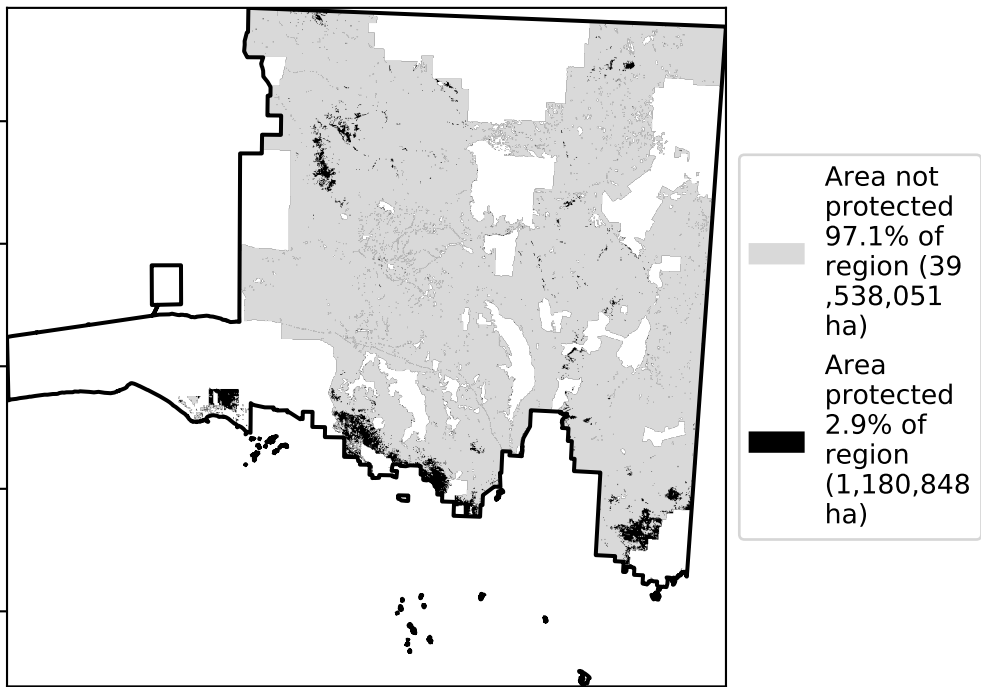 Area not
protected
97.1% of
region (39
,538,051
ha)
Area
protected
2.9% of
region
(1,180,848
ha)